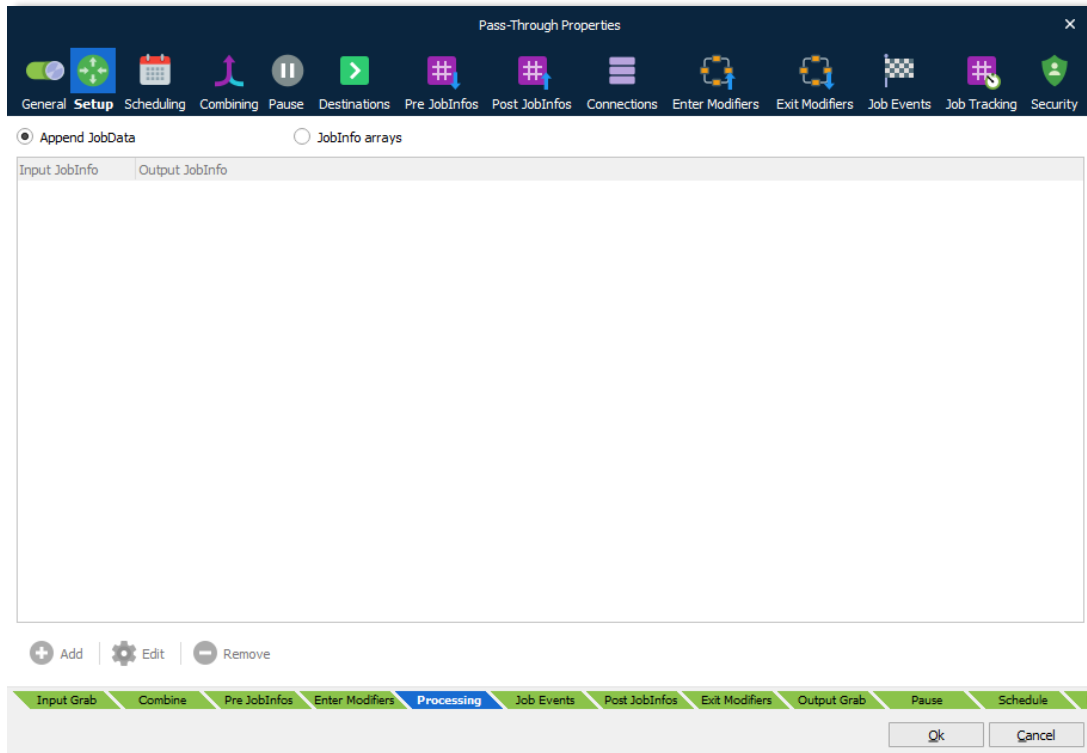 Pass-Through Properties
General Setup Scheduling Combining Pause Destinations Pre JobInfos Post JobInfos Connections Enter Modifiers Exit Modifiers Job Events Job Tracking Security
Append JobData JobInfo arrays
Input JobInfo Output JobInfo
Add Edit Remove
Input Grab Combine Pre JobInfos Enter Modifiers Processing Job Events Post JobInfos Exit Modifiers Output Grab Pause Schedule
Ok Cancel